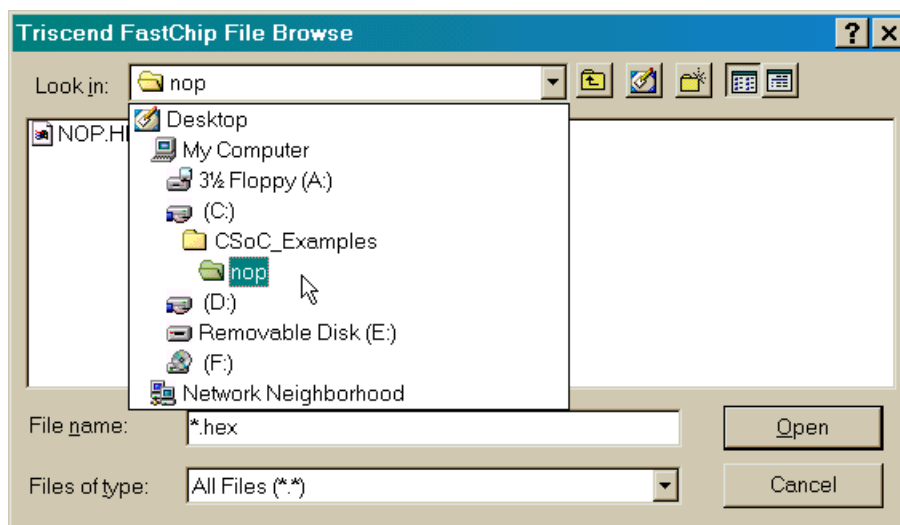 Triscend FastChip File Browse
Look in: nop
Desktop
NOP.H
My Computer
3½ Floppy (A:)
(C:)
CSoC_Examples
nop
(D:)
Removable Disk (E:)
(F:)
Network Neighborhood
File name: *.hex Open
Files of type: All Files (*.*) Cancel